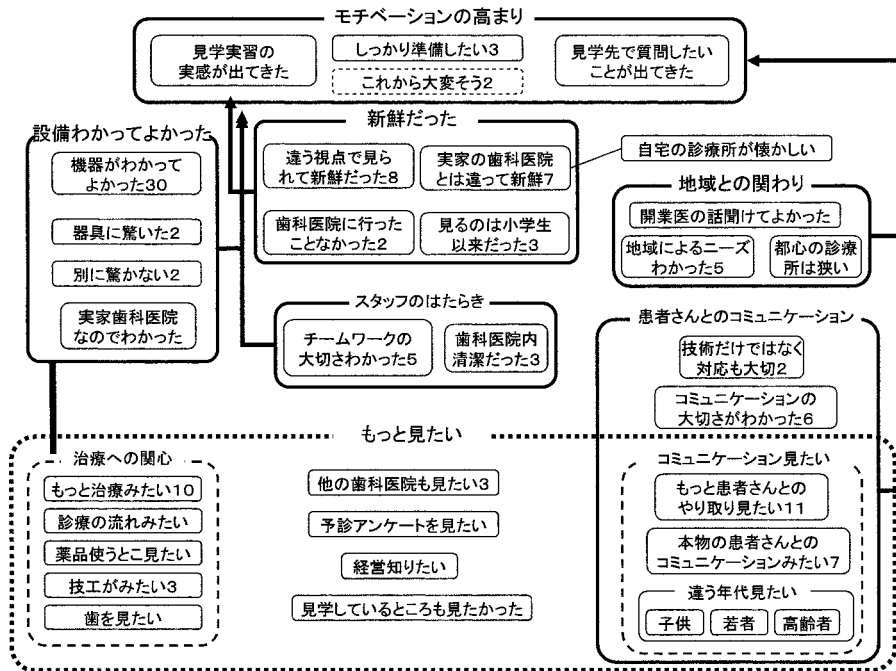 モチベーションの高まり
見学実習の
実感が出てきた
しっかり準備したい3
これから大変そう2
見学先で質問したい
ことが出てきた
設備わかってよかった
機器がわかって
よかった30
器具に驚いた2
別に驚かない2
実家歯科医院
なのでわかった
新鮮だった
違う視点で見ら
れて新鮮だった8
実家の歯科医院
とは違って新鮮7
歯科医院に行った
ことなかった2
見るのは小学生
以来だった3
自宅の診療所が懐かしい
地域との関わり
開業医の話聞けてよかった
地域によるニーズ
わかった5
都心の診療
所は狭い
スタッフのはたらき
チームワークの
大切さわかった5
歯科医院内
清潔だった3
患者さんとのコミュニケーション
技術だけではなく
対応も大切2
コミュニケーションの
大切さがわかった6
もっと見たい
治療への関心
もっと治療みたい10
診療の流れみたい
薬品使うとこ見たい
技工がみたい3
歯を見たい
他の歯科医院も見たい3
予診アンケートを見たい
経営知りたい
見学しているところも見たかった
コミュニケーション見たい
もっと患者さんとの
やり取り見たい11
本物の患者さんとの
コミュニケーションみたい7
違う年代見たい
子供
若者
高齢者